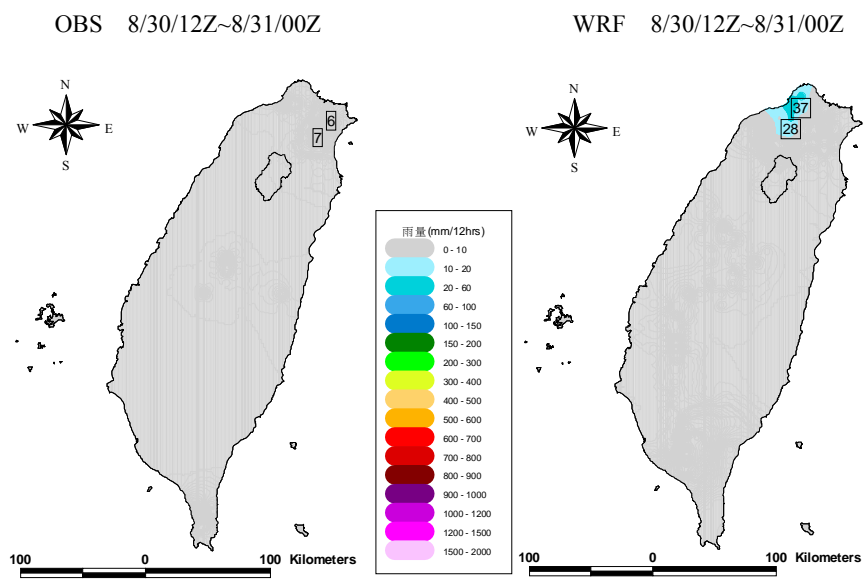 OBS 8/30/12Z~8/31/00Z
WRF 8/30/12Z~8/31/00Z
N
W E
S
6
7
N
W E
S
37
28
雨量(mm/12hrs)
0 - 10
10 - 20
20 - 60
60 - 100
100 - 150
150 - 200
200 - 300
300 - 400
400 - 500
500 - 600
600 - 700
700 - 800
800 - 900
900 - 1000
1000 - 1200
1200 - 1500
1500 - 2000
100 0 100 Kilometers
100 0 100 Kilometers